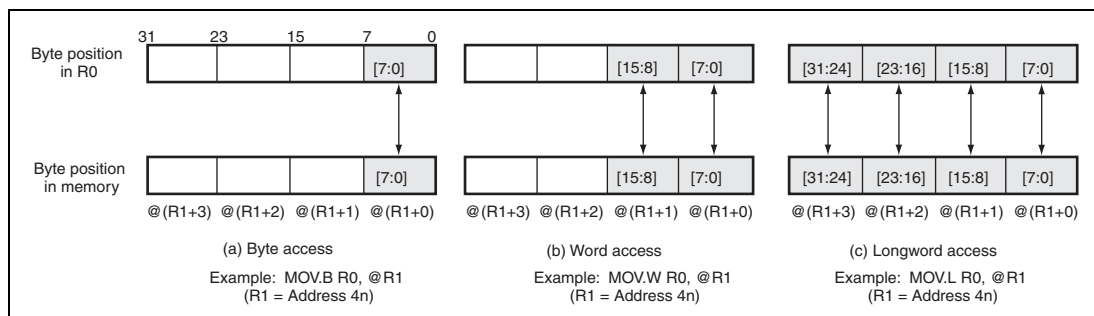 31 23 15 7 0
Byte position
in R0
[7:0] [15:8] [7:0] [31:24] [23:16] [15:8] [7:0]
Byte position
in memory
[7:0] [15:8] [7:0] [31:24] [23:16] [15:8] [7:0]
@(R1+3) @(R1+2) @(R1+1) @(R1+0) @(R1+3) @(R1+2) @(R1+1) @(R1+0) @(R1+3) @(R1+2) @(R1+1) @(R1+0)
(a) Byte access (b) Word access (c) Longword access
Example: MOV.B R0, @R1 Example: MOV.W R0, @R1 Example: MOV.L R0, @R1
(R1 = Address 4n) (R1 = Address 4n) (R1 = Address 4n)